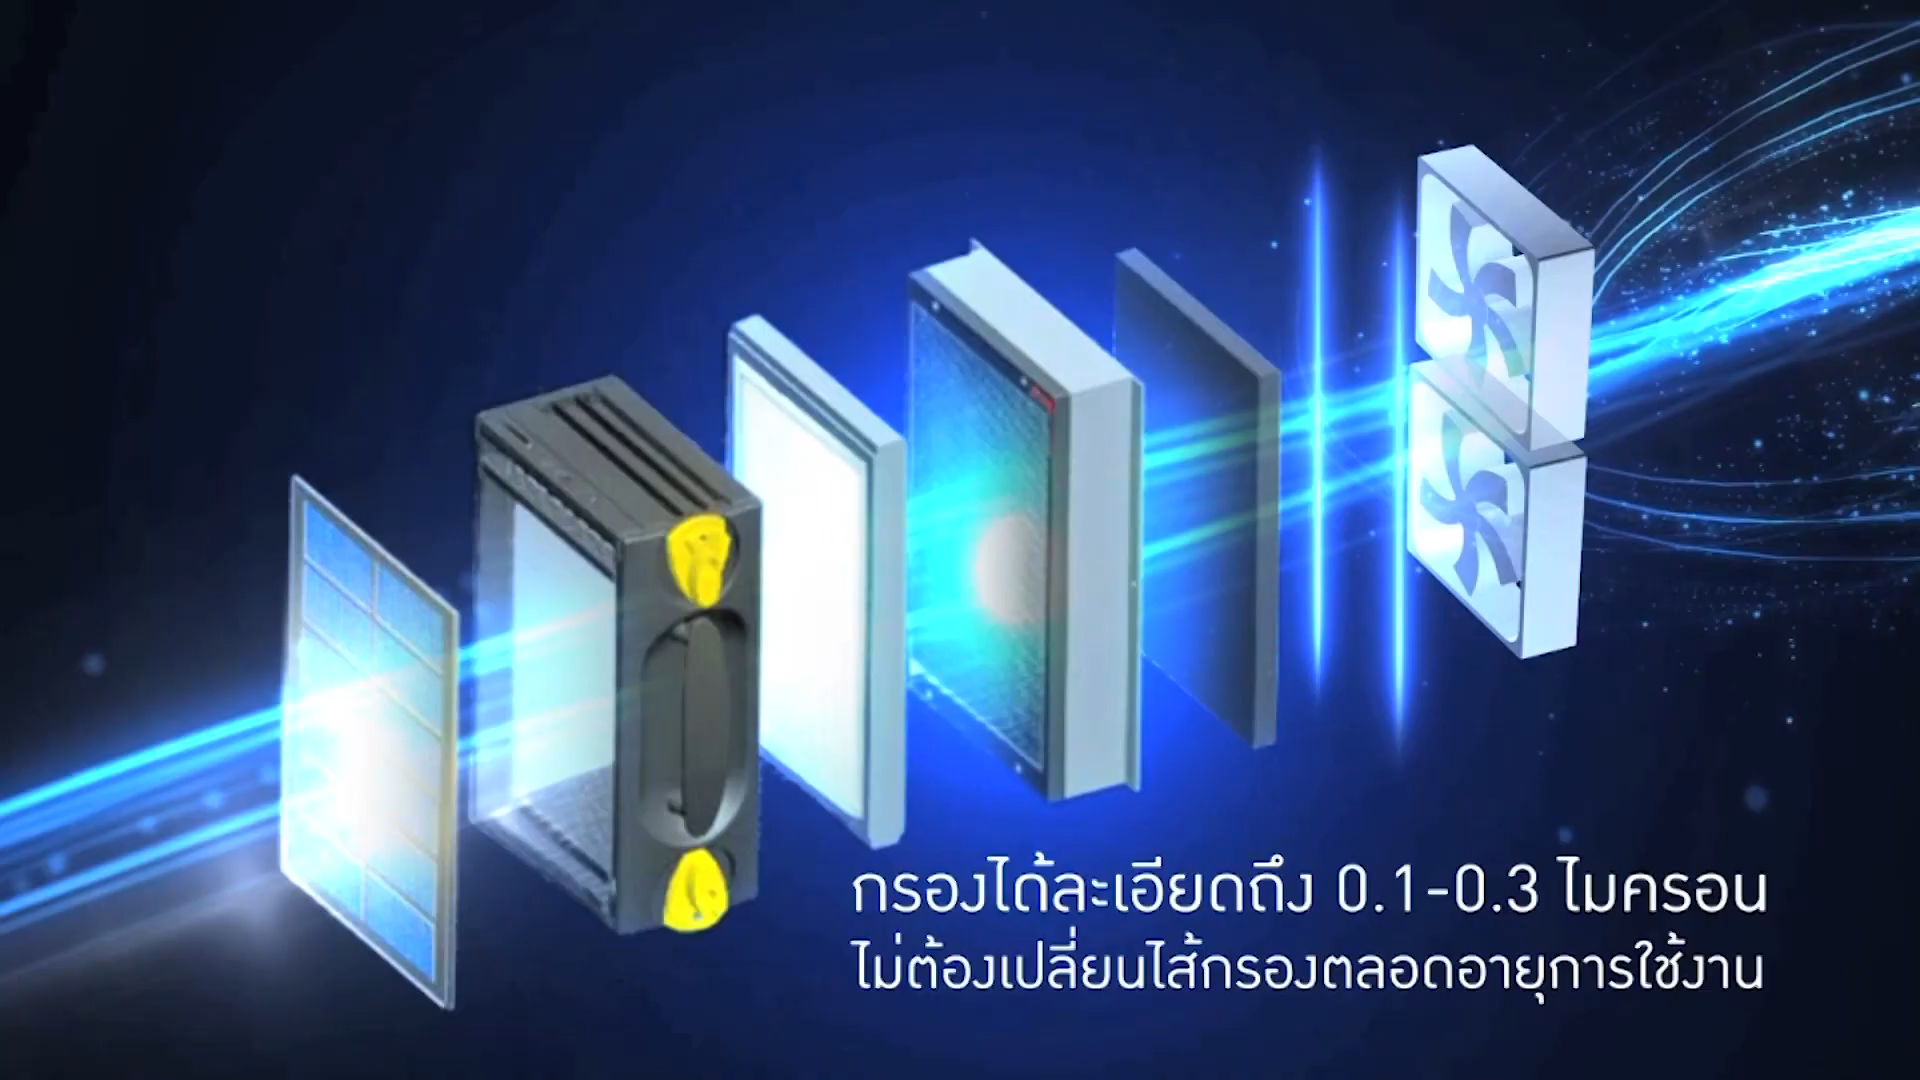 กรองได้ละเอียดถึง 0.1-0.3 ไมครอน
ไม่ต้องเปลี่ยนไส้กรองตลอดอายุการใช้งาน